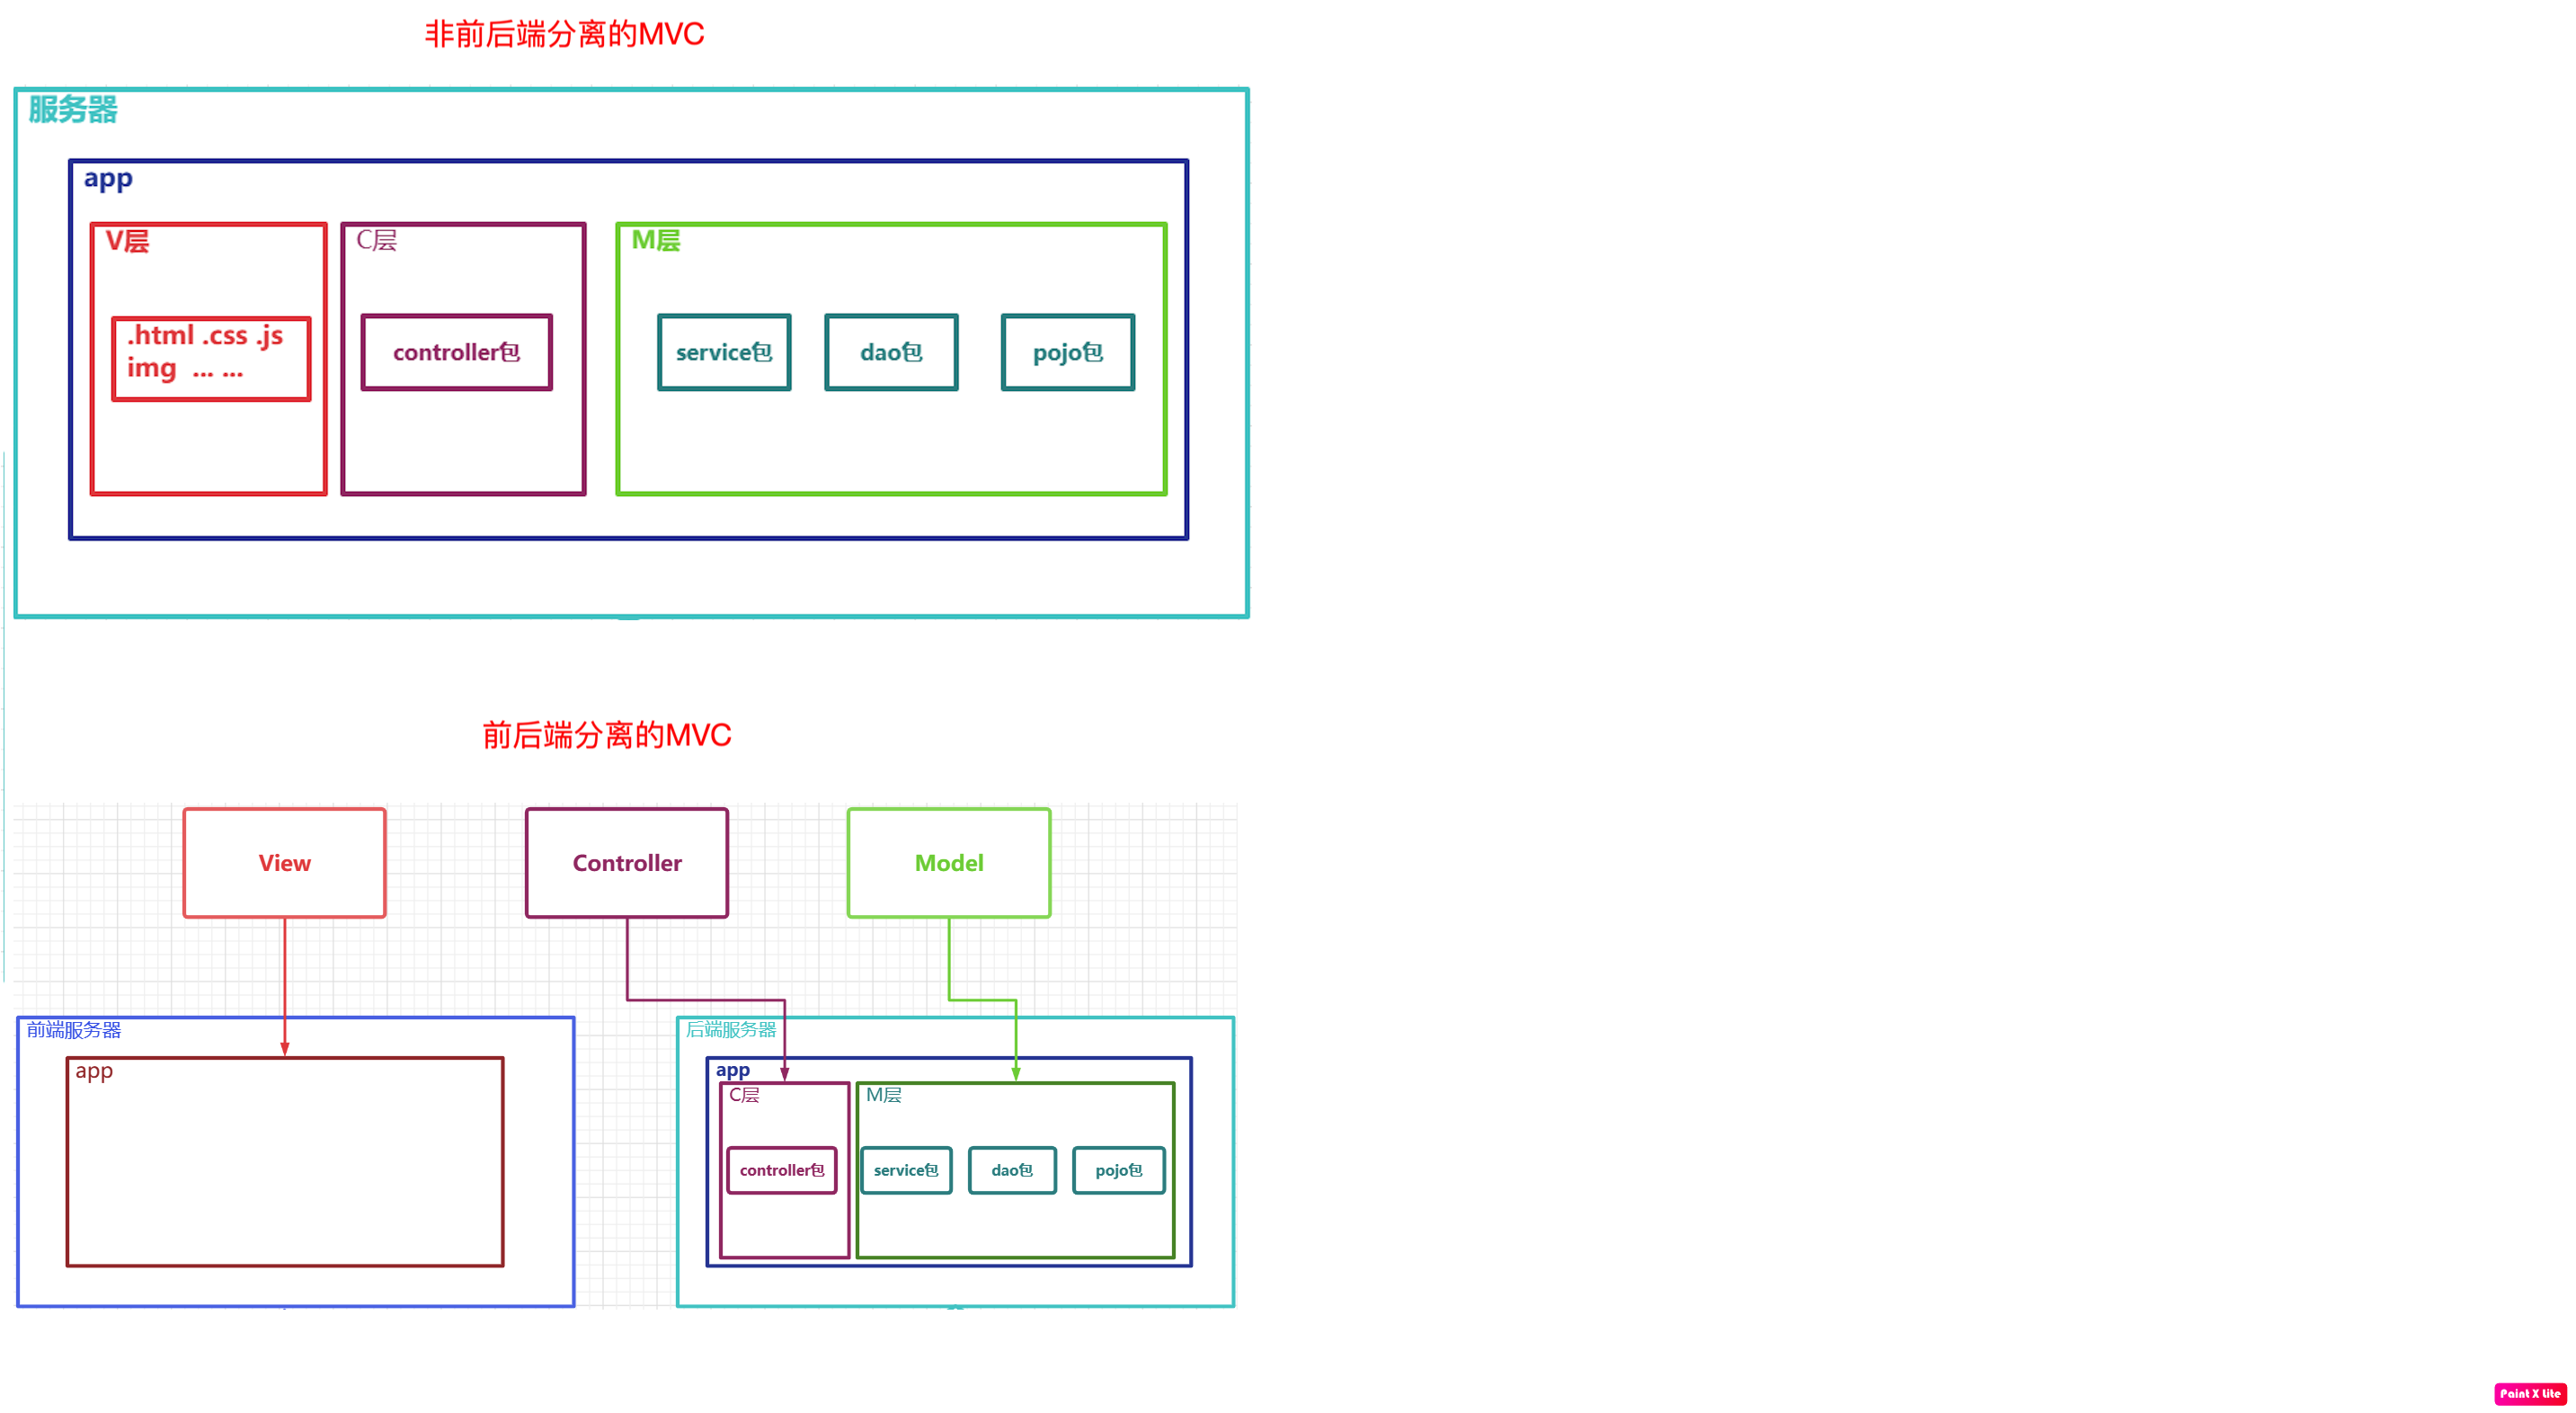 非前后端分离的MVC
服务器
app
V层
C层
M层
.html .css .js
img ... ...
controller包
service包
dao包
pojo包
前后端分离的MVC
View
Controller
Model
前端服务器
app
后端服务器
app
C层
M层
controller包
service包
dao包
pojo包
Paint X Lite